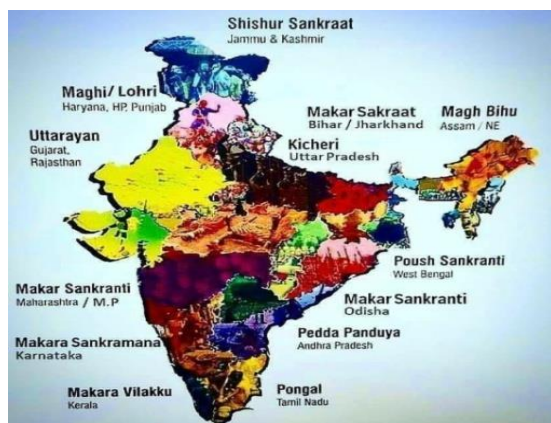 Shishur Sankraat
Jammu & Kashmir
Maghi/ Lohri
Haryana, HP, Punjab
Makar Sakraat
Bihar / Jharkhand
Magh Bihu
Assam / NE
Uttarayan
Gujarat,
Rajasthan
Kicheri
Uttar Pradesh
Poush Sankranti
West Bengal
Makar Sankranti
Maharashtra / M.P
Makar Sankranti
Odisha
Pedda Panduya
Andhra Pradesh
Makara Sankramana
Karnataka
Makara Vilakku
Kerala
Pongal
Tamil Nadu